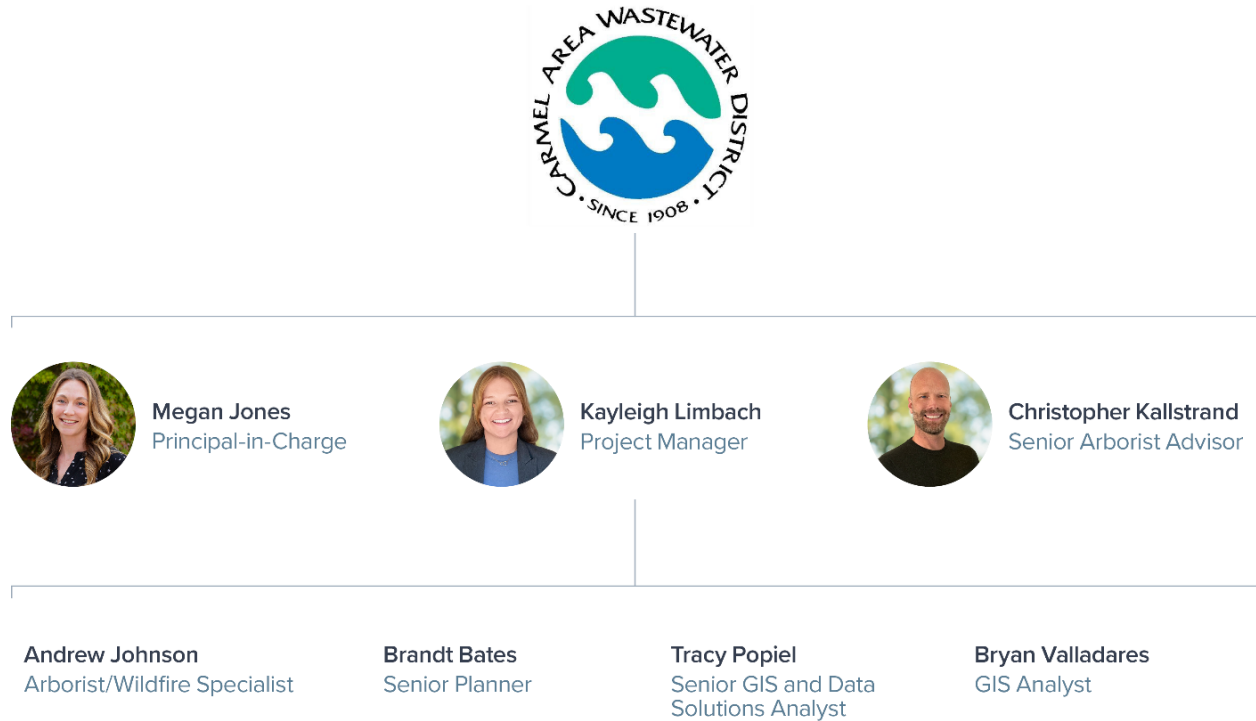 CARMEL AREA WASTEWATER DISTRICT
· SINCE 1908 ·
Megan Jones
Principal-in-Charge
Kayleigh Limbach
Project Manager
Christopher Kallstrand
Senior Arborist Advisor
Andrew Johnson
Arborist/Wildfire Specialist
Brandt Bates
Senior Planner
Tracy Popiel
Senior GIS and Data
Solutions Analyst
Bryan Valladares
GIS Analyst